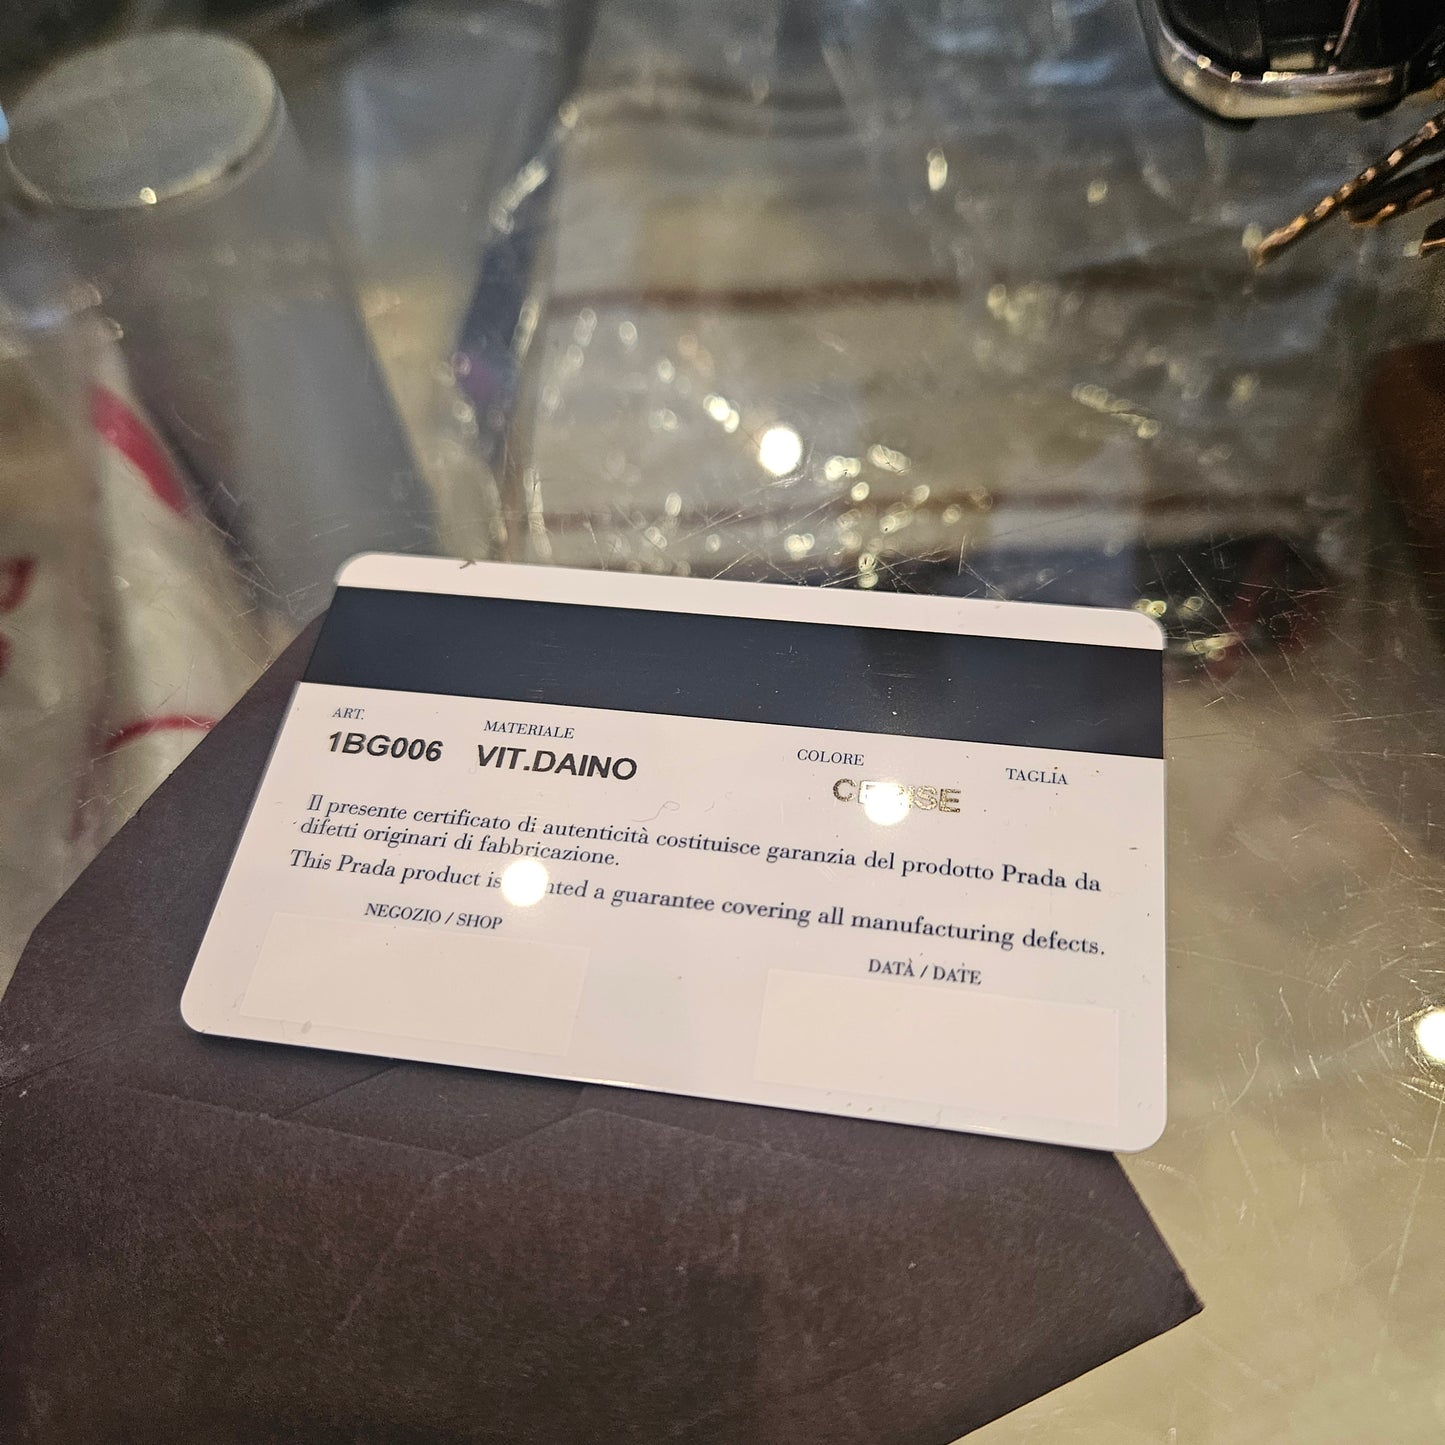 ART. MATERIALE COLORE TAGLIA
1BG006 VIT.DAINO
Il presente certificato di autenticità costituisce garanzia del prodotto Prada da
difetti originari di fabbricazione.
This Prada product is a guarantee covering all manufacturing defects.
NEGOZIO / SHOP DATA / DATE